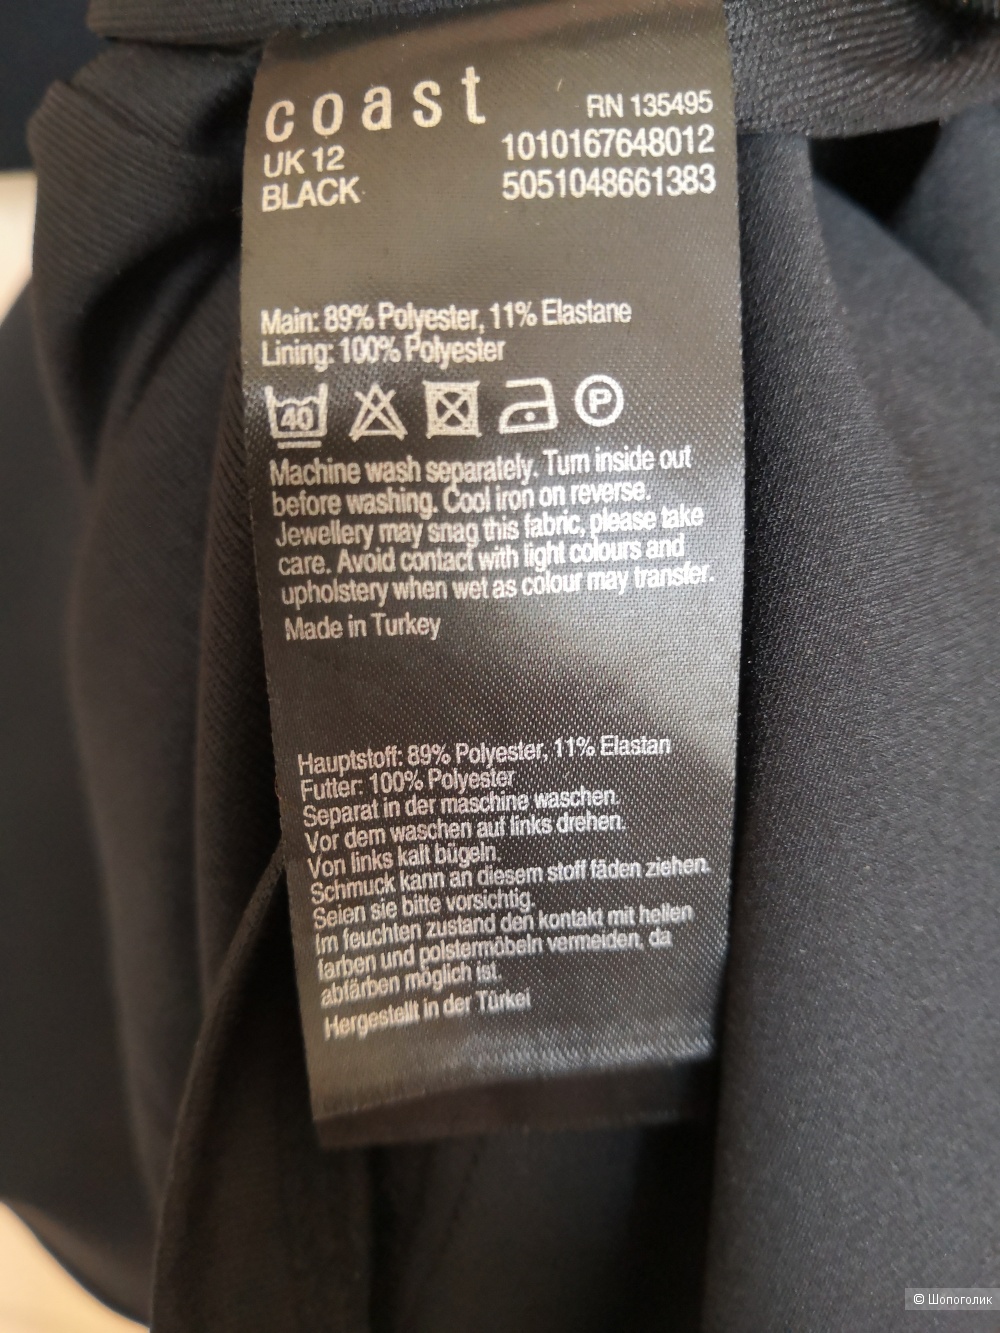 coast
RN 135495
UK 12
1010167648012
BLACK
5051048661383
Main: 89% Polyester, 11% Elastane
Lining: 100% Polyester
40 P
Machine wash separately. Turn inside out
before washing. Cool iron on reverse.
Jewellery may snag this fabric, please take
care. Avoid contact with light colours and
upholstery when wet as colour may transfer.
Made in Turkey
Hauptstoff: 89% Polyester, 11% Elastan
Futter: 100% Polyester
Separat in der maschine waschen.
Vor dem waschen auf links drehen.
Von links kalt bügeln.
Schmuck kann an diesem stoff fäden ziehen.
Seien sie bitte vorsichtig.
Im feuchten zustand den kontakt mit hellen
farben und polstermöbeln vermeiden, da
abfärben möglich ist.
Hergestellt in der Türkei
© Шопоголик